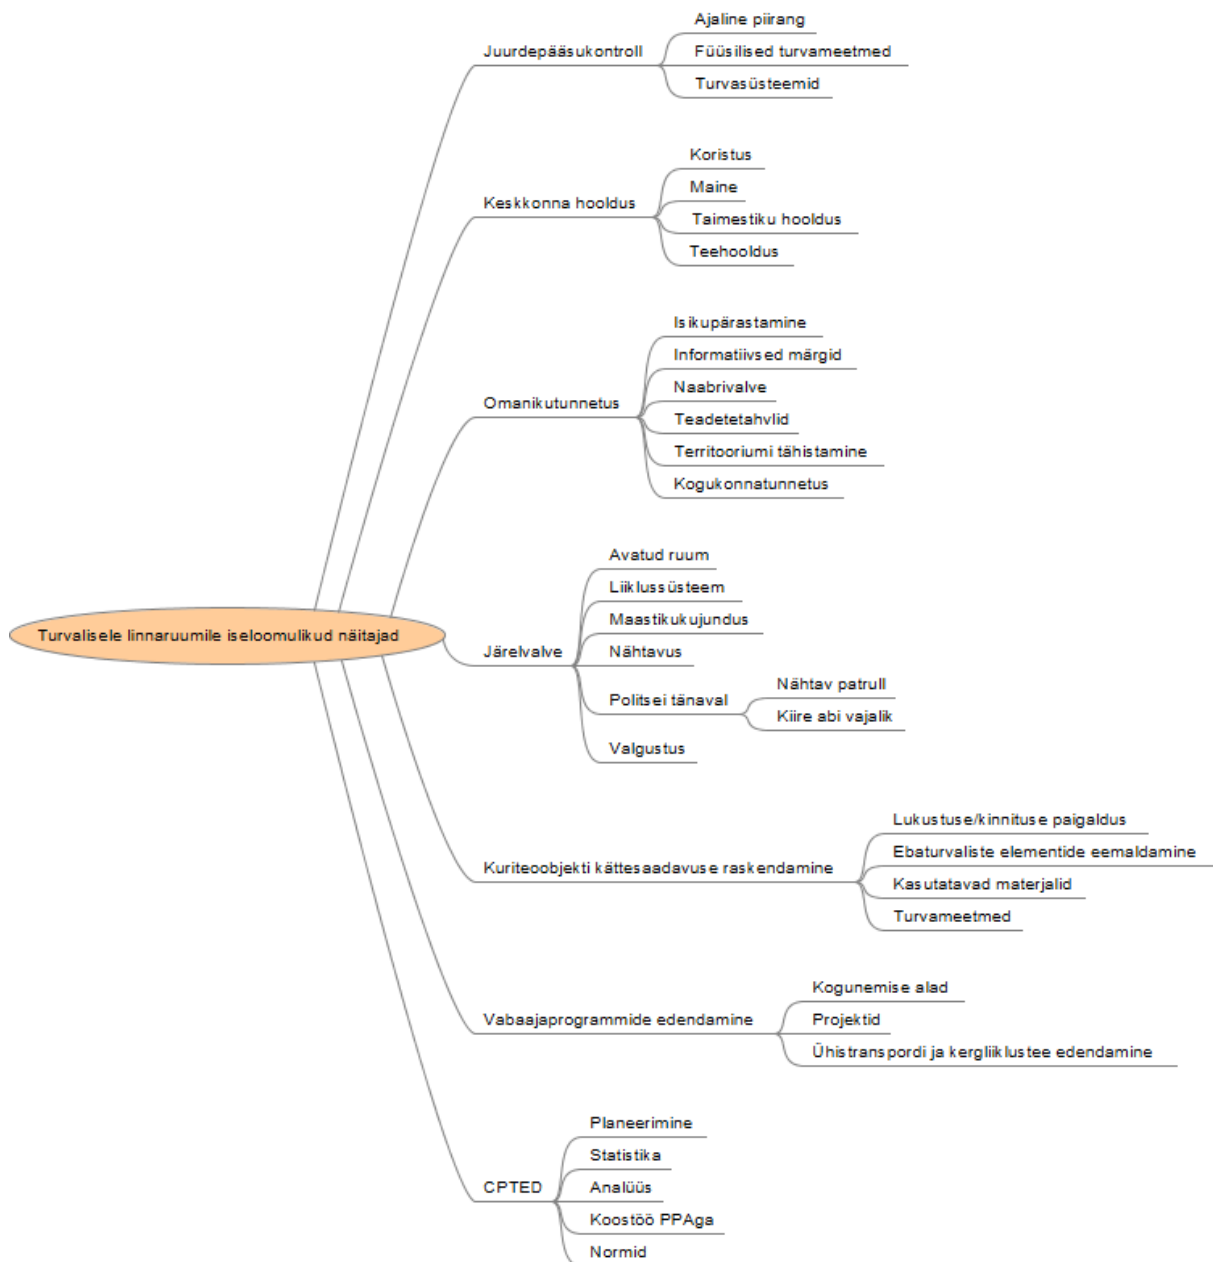 Turvalisele linnaruumile iseloomulikud näitajad
Juurdepääsukontroll
Ajaline piirang
Füüsilised turvameetmed
Turvasüsteemid
Keskkonna hooldus
Koristus
Maine
Taimestiku hooldus
Teehooldus
Omanikutunnetus
Isikupärastamine
Informatiivsed märgid
Naabrivalve
Teadetetahvlid
Territooriumi tähistamine
Kogukonnatunnetus
Järelvalve
Avatud ruum
Liiklussüsteem
Maastikukujundus
Nähtavus
Politsei tänaval
Nähtav patrull
Kiire abi vajalik
Valgustus
Kuriteoobjekti kättesaadavuse raskendamine
Lukustuse/kinnituse paigaldus
Ebaturvaliste elementide eemaldamine
Kasutatavad materjalid
Turvameetmed
Vabaajaprogrammide edendamine
Kogunemise alad
Projektid
Ühistranspordi ja kergliiklustee edendamine
CPTED
Planeerimine
Statistika
Analüüs
Koostöö PPAga
Normid